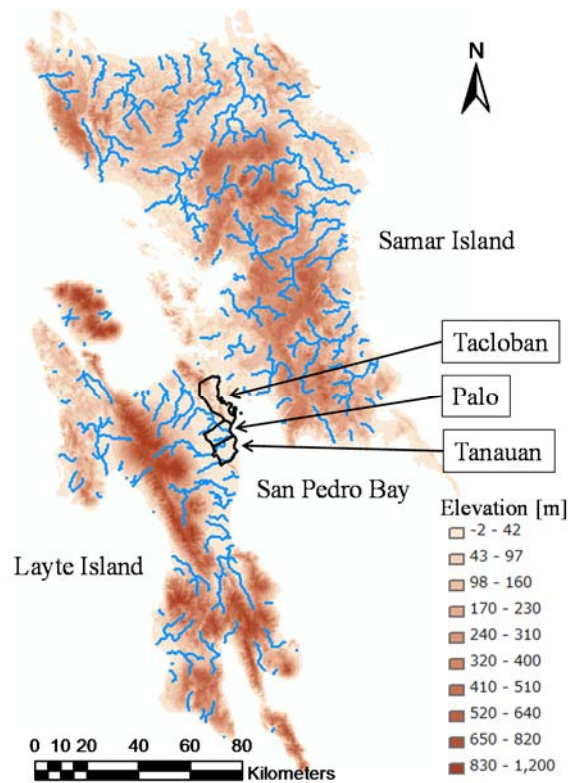 N
Samar Island
Tacloban
Palo
Tanauan
San Pedro Bay
Layte Island
Elevation [m]
-2 - 42
43 - 97
98 - 160
170 - 230
240 - 310
320 - 400
410 - 510
520 - 640
650 - 820
830 - 1,200
0 10 20 40 60 80
Kilometers